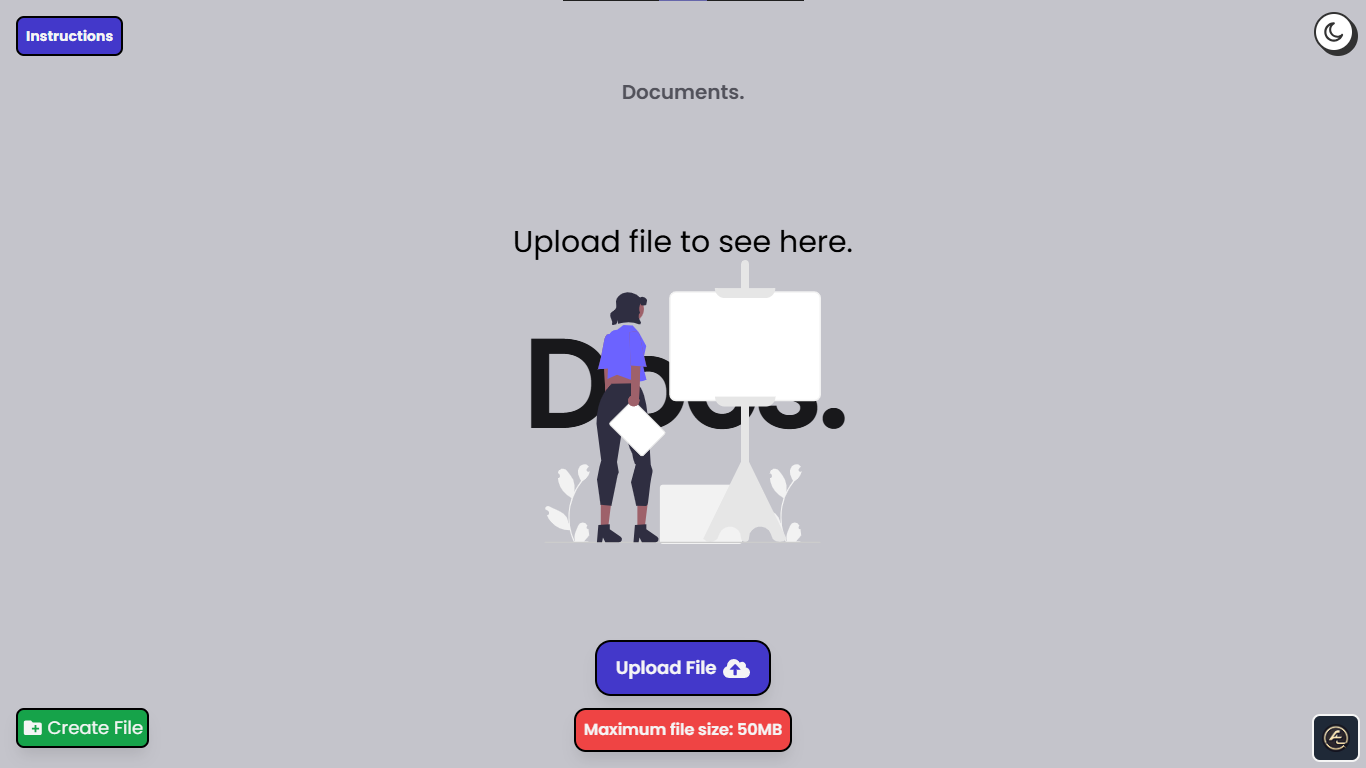 Instructions
Documents.
Upload file to see here.
Docs.
Upload File
Create File
Maximum file size: 50MB